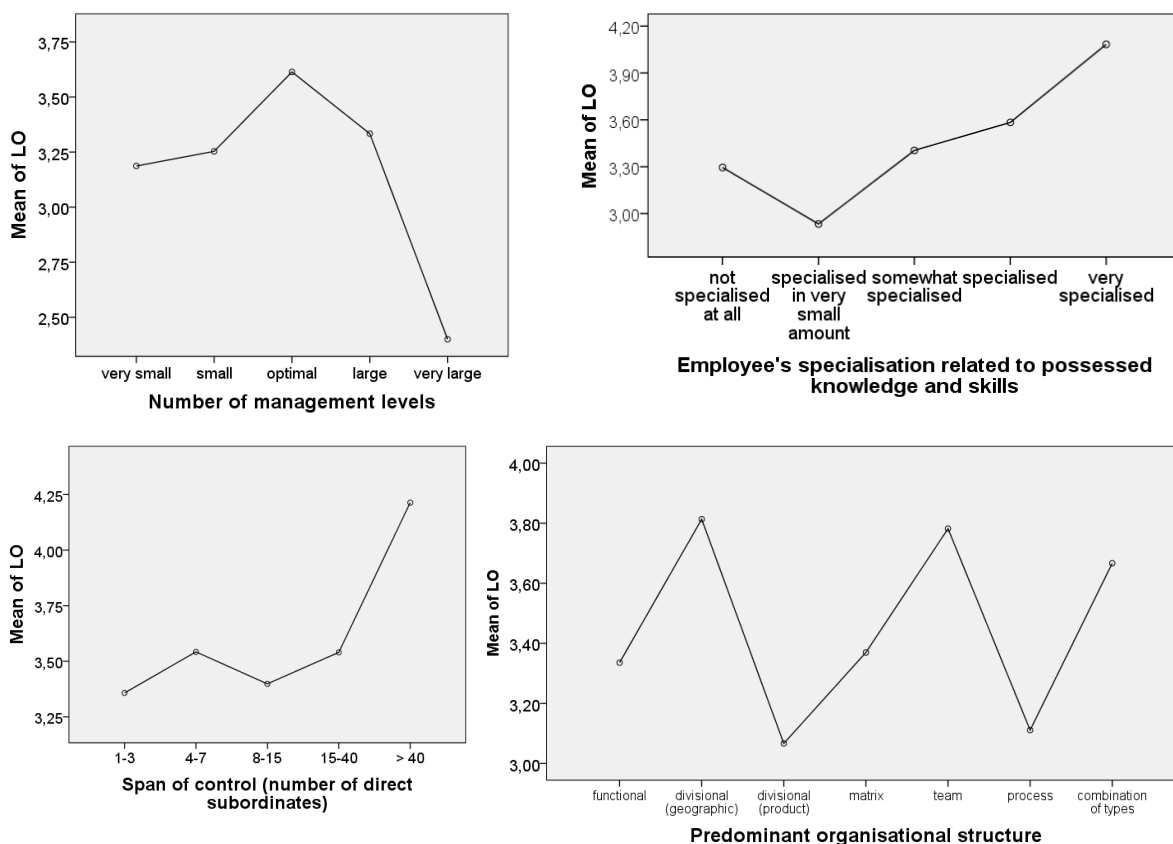 3,75
3,50
3,25
3,00
2,75
2,50
Mean of LO
very small small optimal large very large
Number of management levels
4,20
3,90
3,60
3,30
3,00
Mean of LO
not specialised at all
specialised in very small amount
somewhat specialised
specialised
very specialised
Employee's specialisation related to possessed
knowledge and skills
4,25
4,00
3,75
3,50
3,25
Mean of LO
1-3 4-7 8-15 15-40 > 40
Span of control (number of direct
subordinates)
4,00
3,80
3,60
3,40
3,20
3,00
Mean of LO
functional
divisional
(geographic)
divisional
(product)
matrix
team
process
combination
of types
Predominant organisational structure